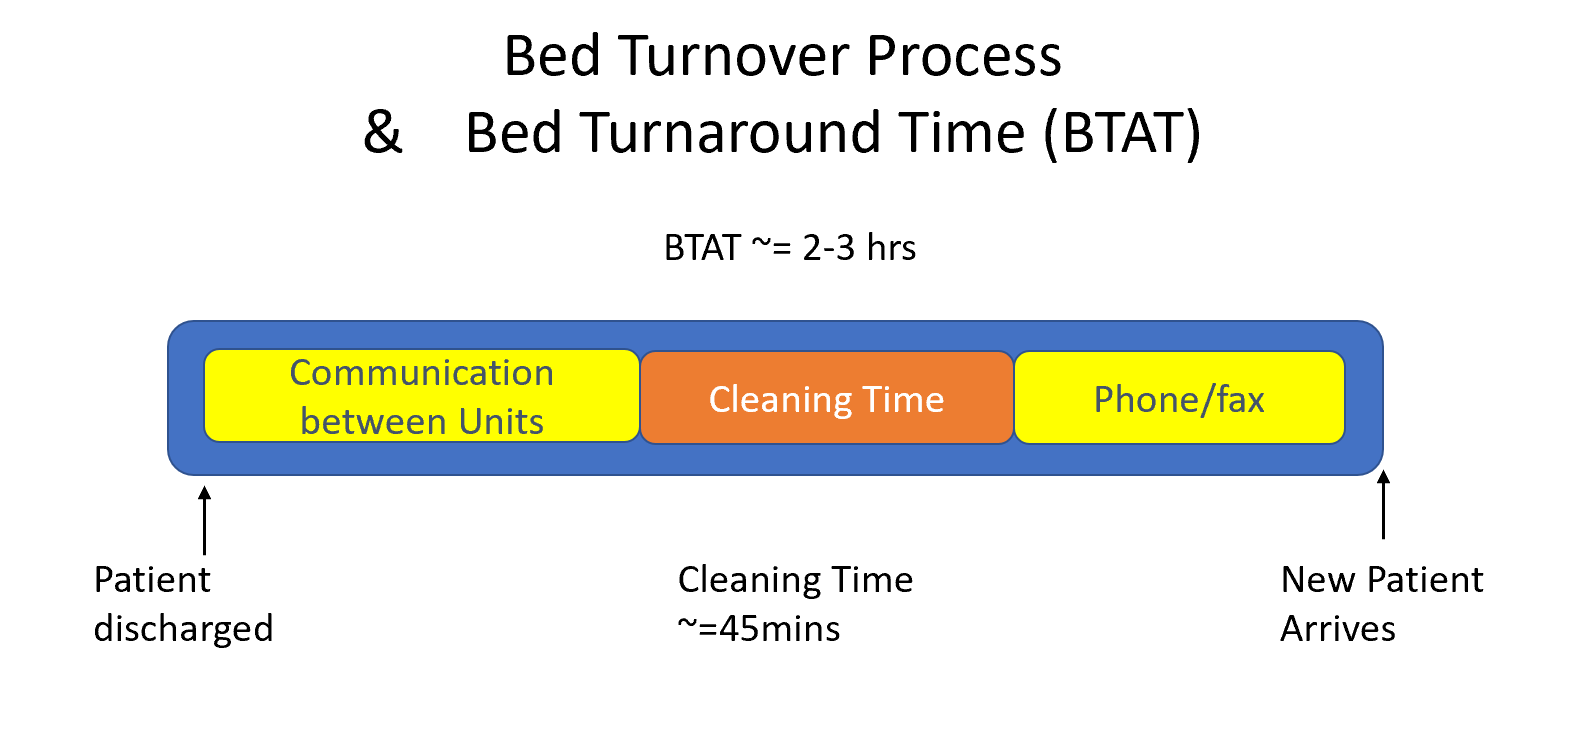 Bed Turnover Process
& Bed Turnaround Time (BTAT)
BTAT ~= 2-3 hrs
Communication
between Units
Cleaning Time
Phone/fax
Patient
discharged
Cleaning Time
~=45mins
New Patient
Arrives